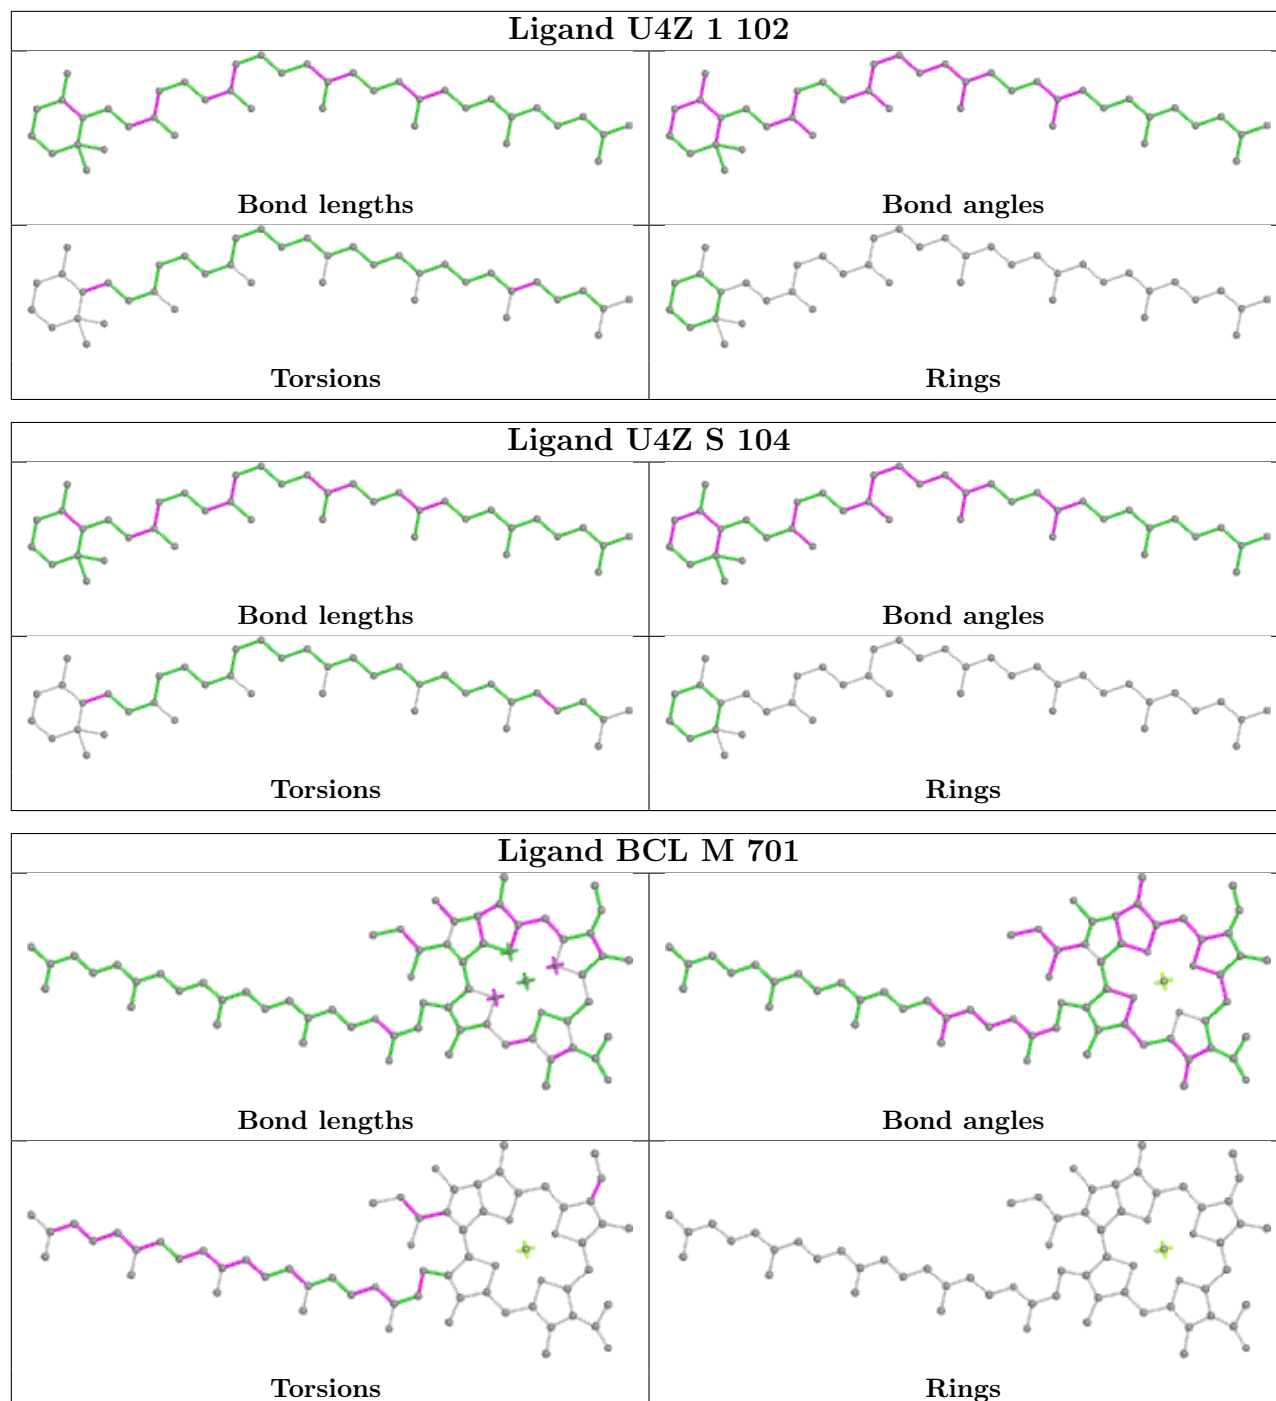 Ligand U4Z 1 102
Bond lengths
Bond angles
Torsions
Rings
Ligand U4Z S 104
Bond lengths
Bond angles
Torsions
Rings
Ligand BCL M 701
Bond lengths
Bond angles
Torsions
Rings